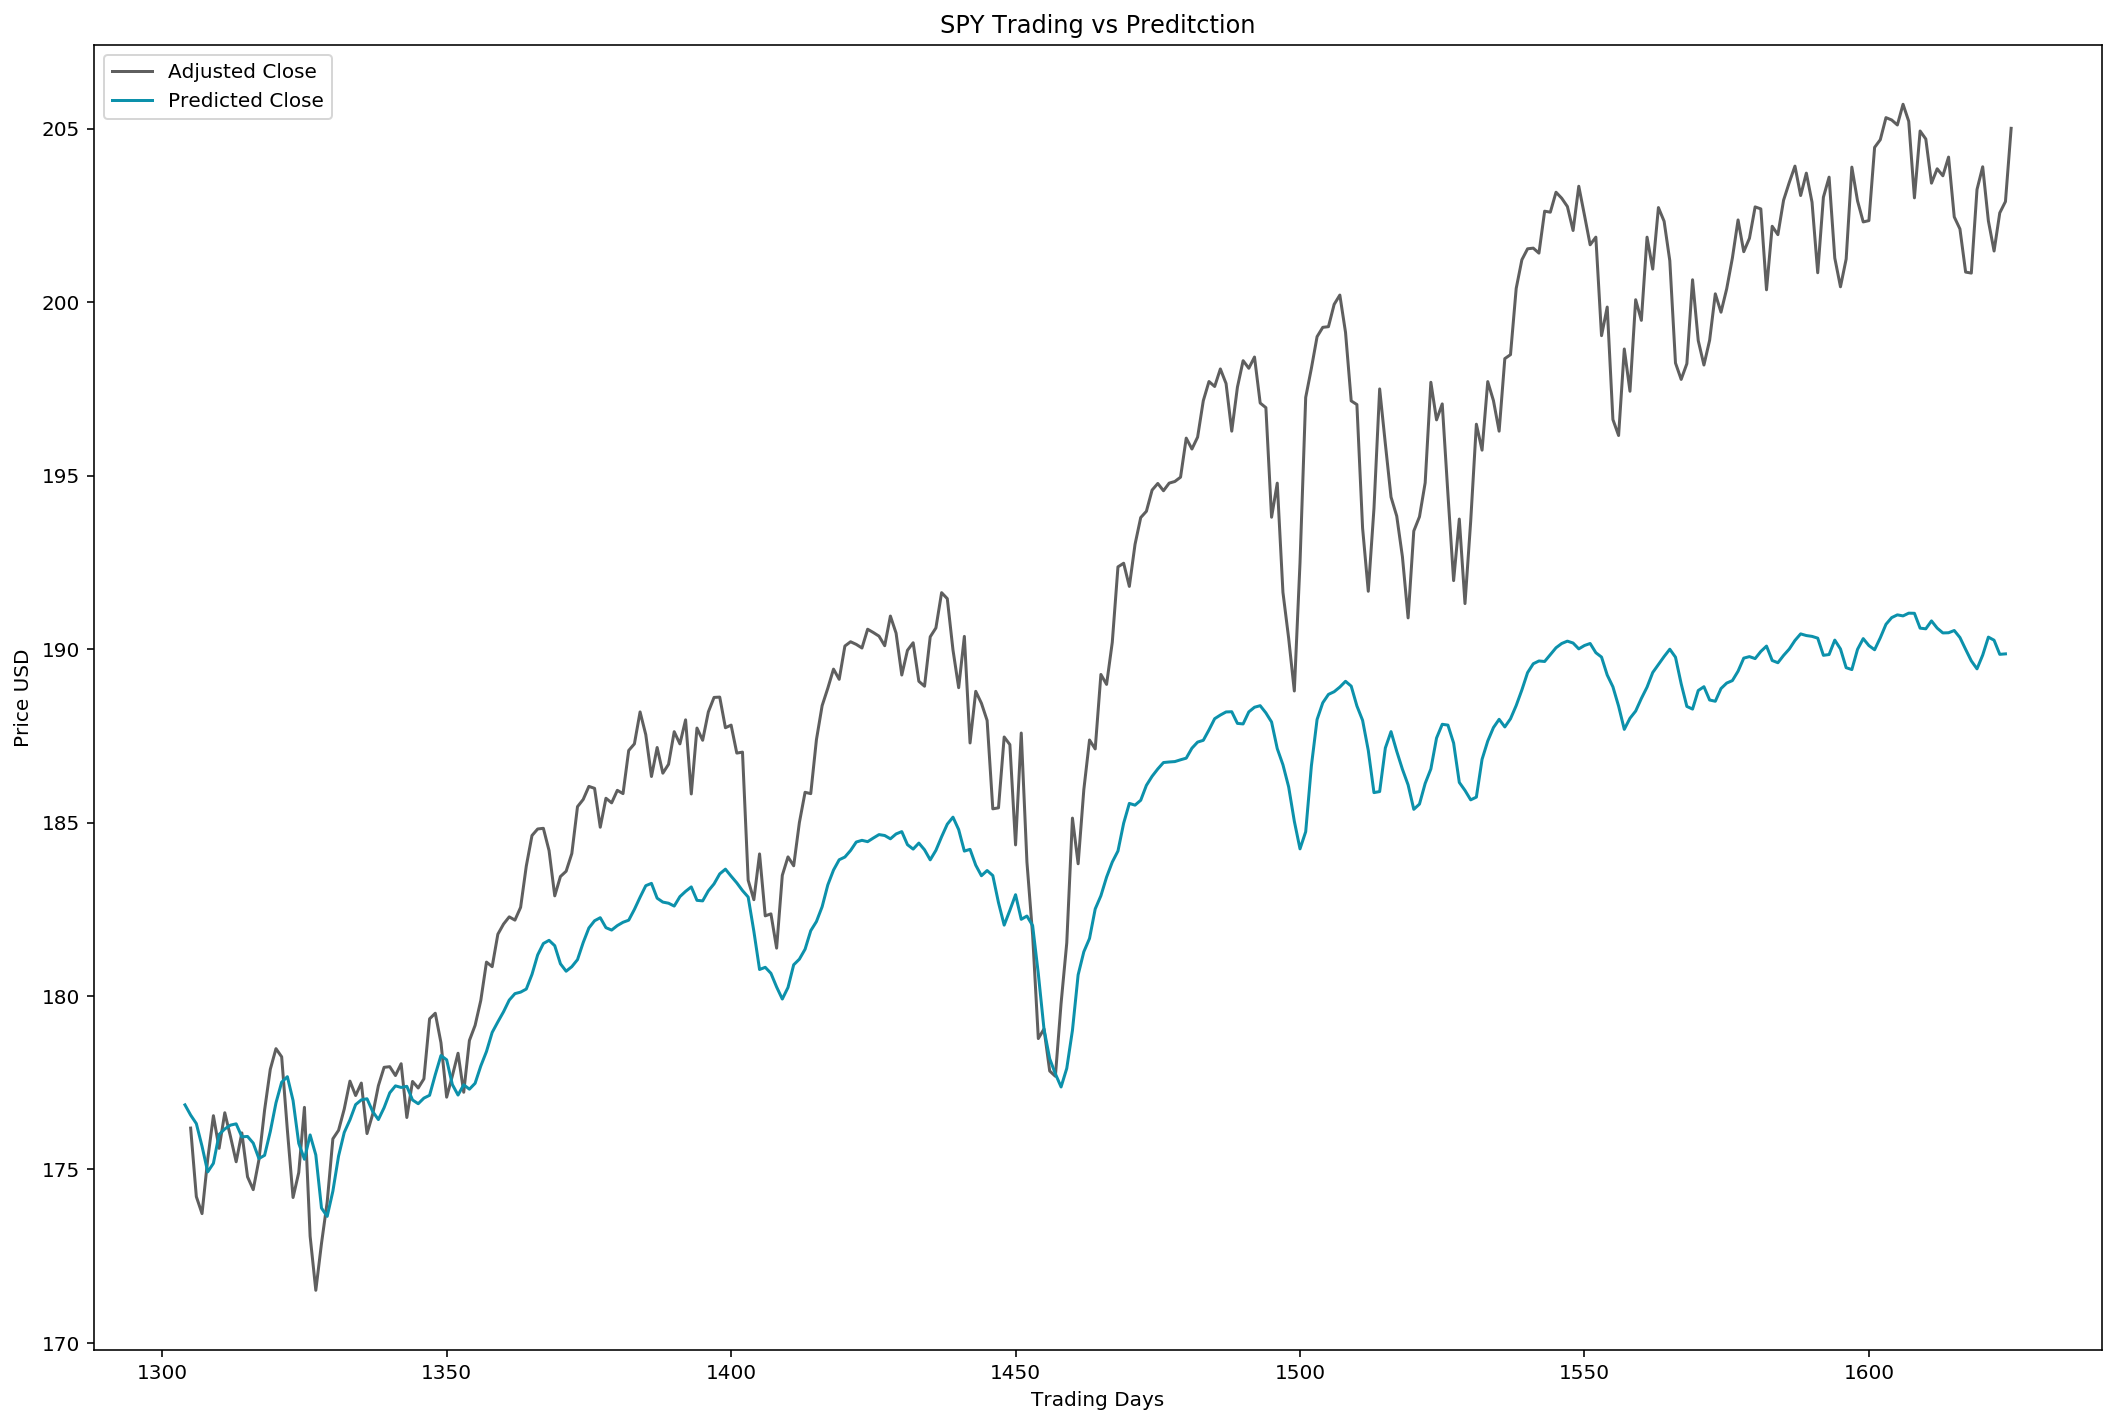 SPY Trading vs Preditction
Adjusted Close
Predicted Close
205
200
195
190
185
180
175
170
Price USD
1300 1350 1400 1450 1500 1550 1600
Trading Days